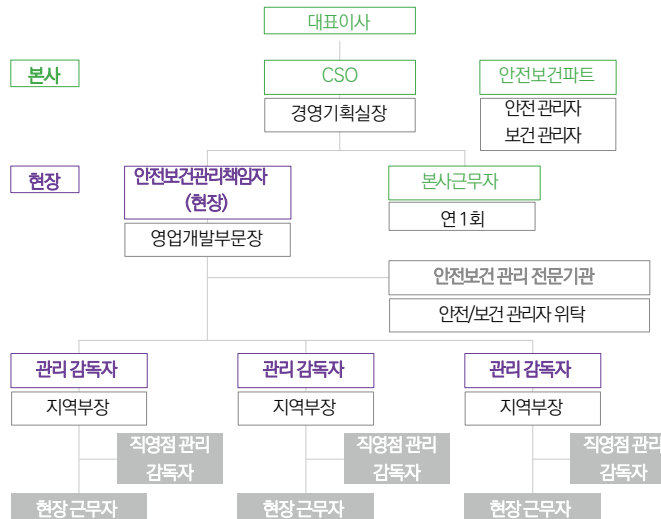 대표이사
본사
CSO
안전보건파트
경영기획실장
안전 관리자
보건 관리자
현장
안전보건관리책임자
(현장)
본사근무자
영업개발부문장
연 1회
안전보건 관리 전문기관
안전/보건 관리자 위탁
관리 감독자
관리 감독자
관리 감독자
지역부장
지역부장
지역부장
직영점 관리
감독자
직영점 관리
감독자
직영점 관리
감독자
현장 근무자
현장 근무자
현장 근무자